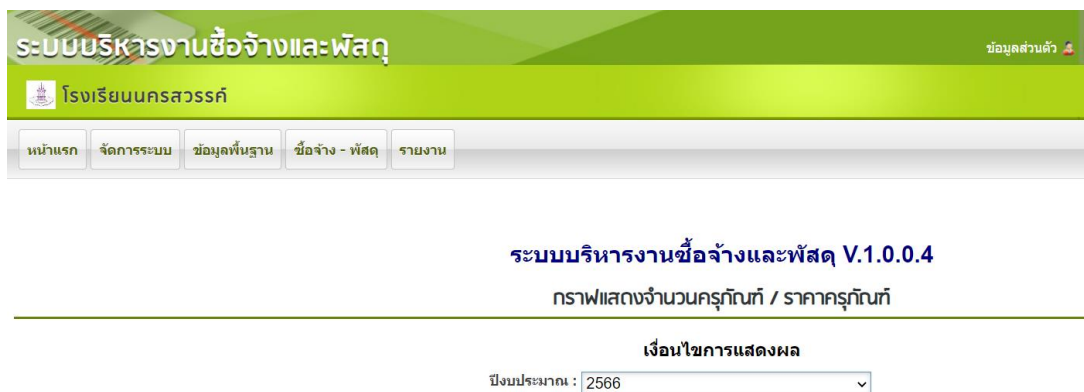 ระบบบริหารงานซื้อจ้างและพัสดุ
ข้อมูลส่วนตัว
โรงเรียนนครสวรรค์
หน้าแรก จัดการระบบ ข้อมูลพื้นฐาน ซื้อจ้าง - พัสดุ รายงาน
ระบบบริหารงานซื้อจ้างและพัสดุ V.1.0.0.4
กราฟแสดงจำนวนครุภัณฑ์ / ราคาครุภัณฑ์
เงื่อนไขการแสดงผล
ปีงบประมาณ : 2566